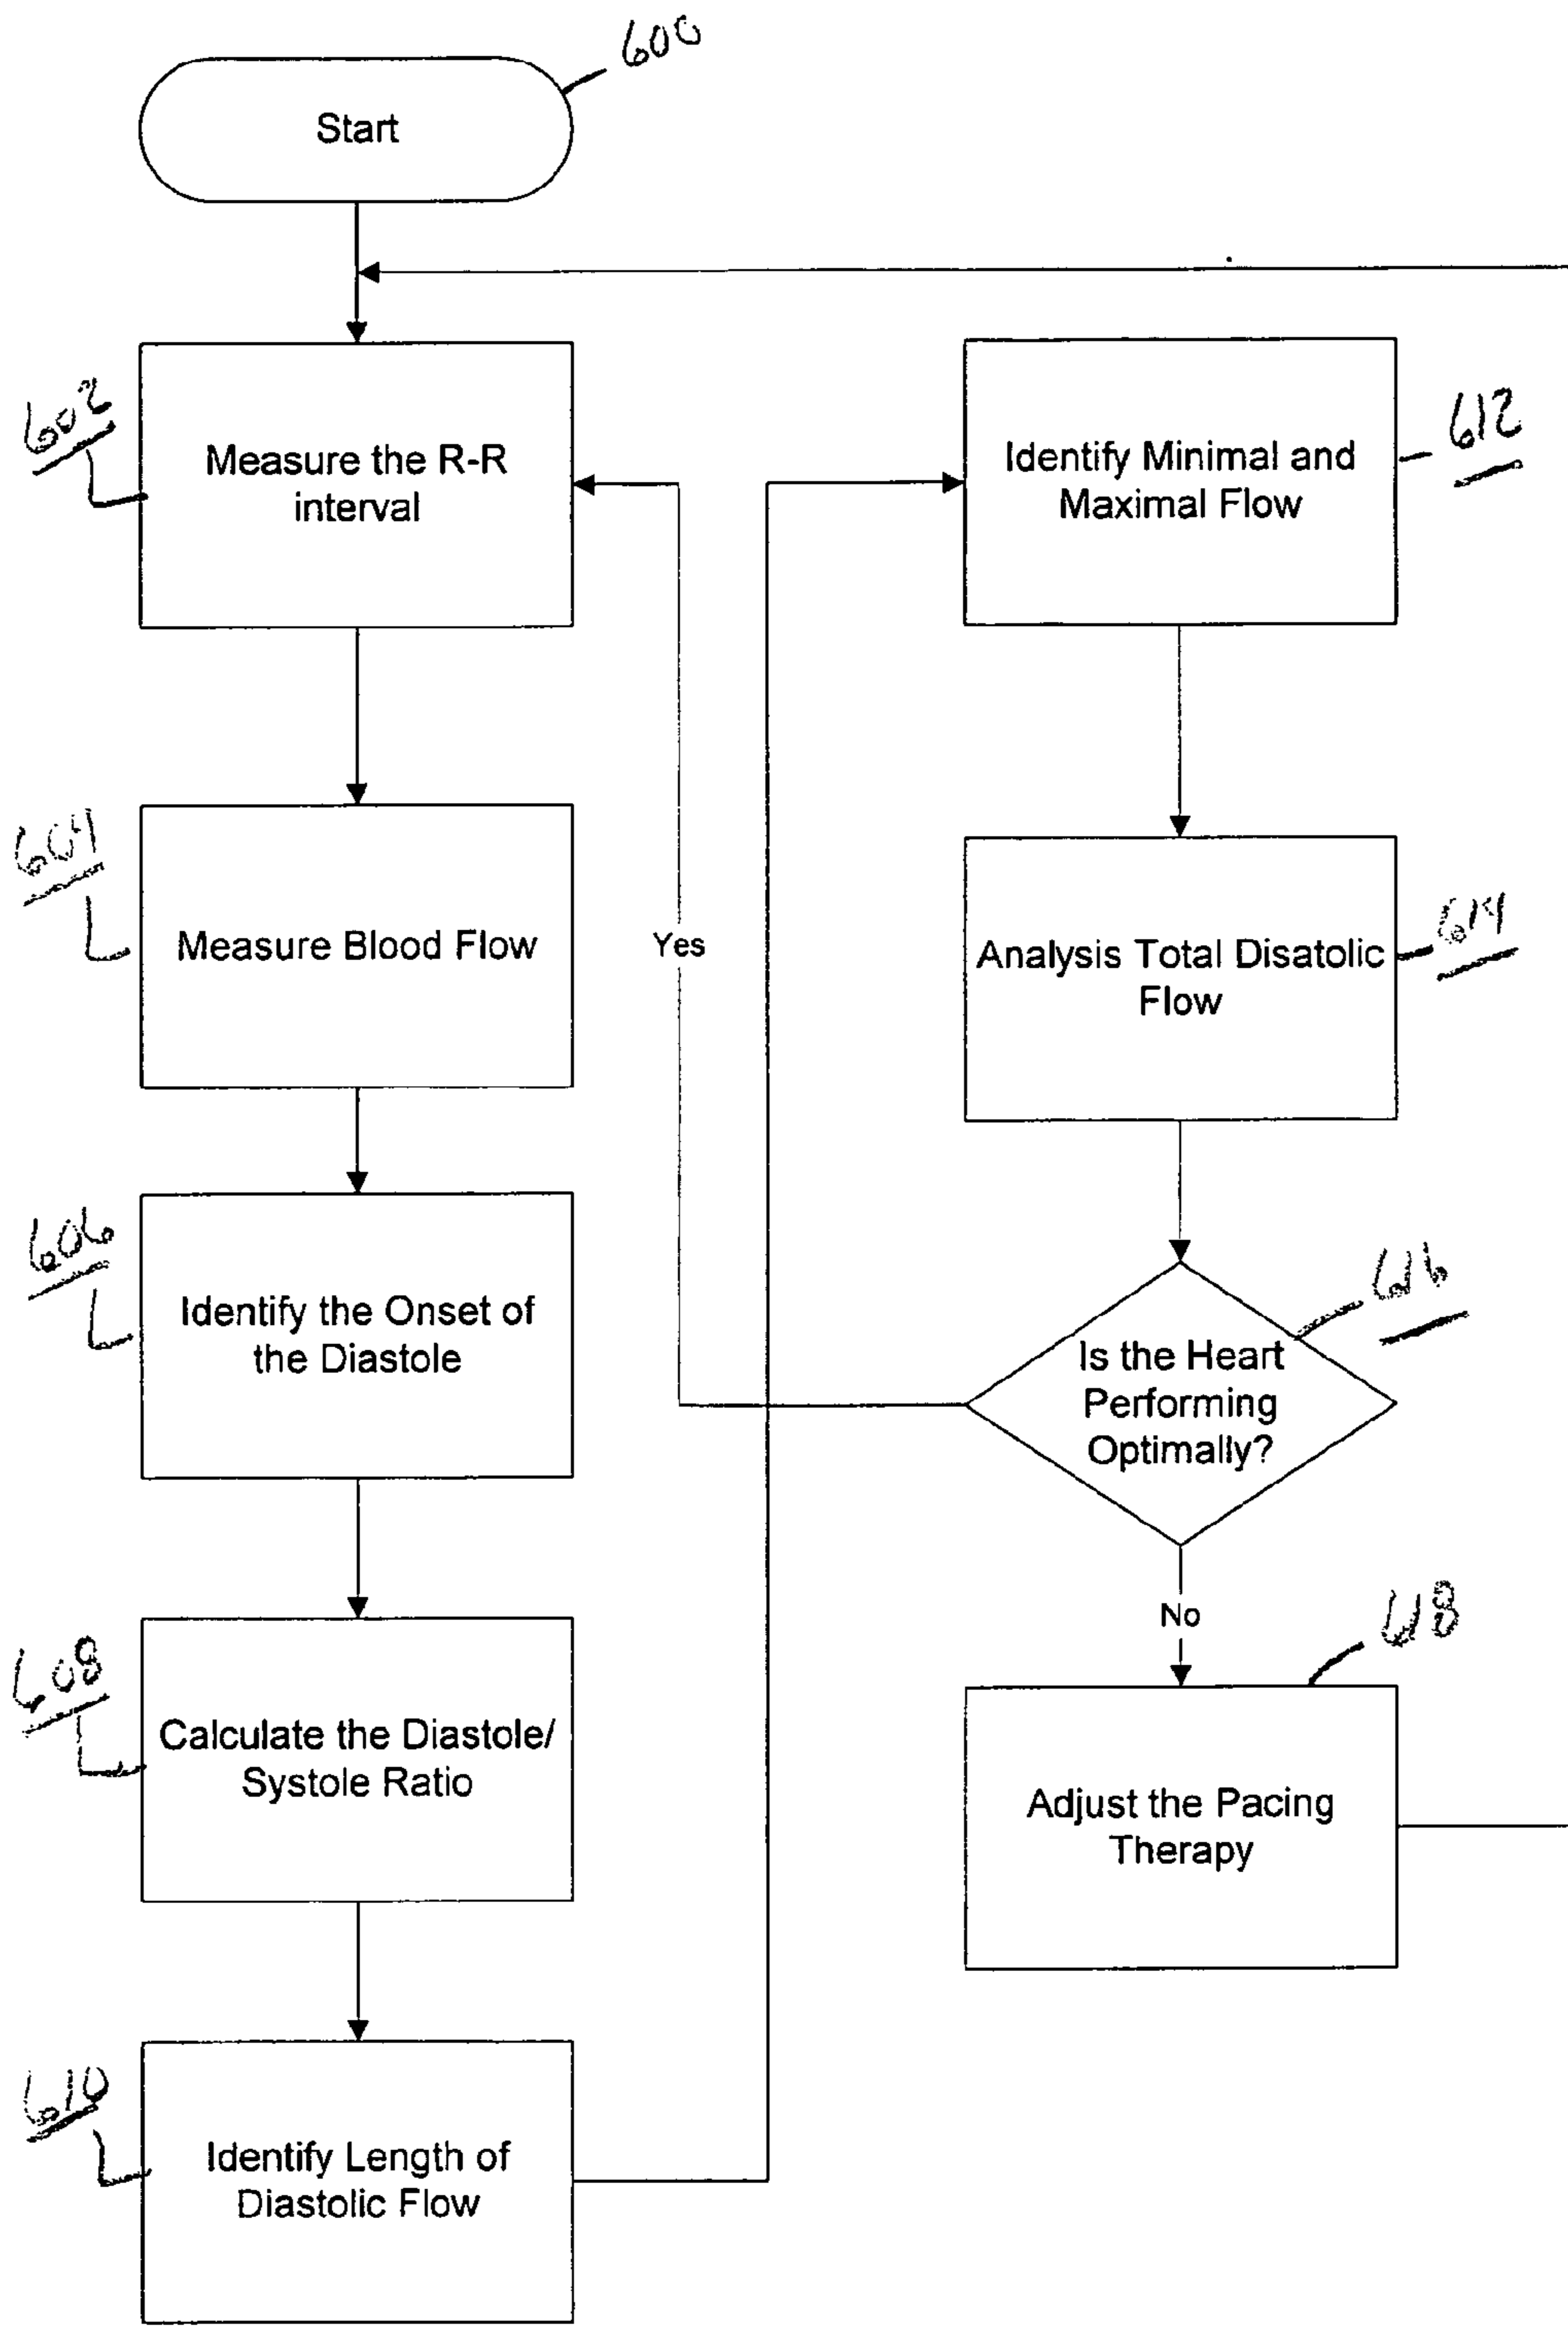 600
Start
602
Measure the R-R
interval
604
Measure Blood Flow
606
Identify the Onset of
the Diastole
608
Calculate the Diastole/
Systole Ratio
610
Identify Length of
Diastolic Flow
Yes
612
Identify Minimal and
Maximal Flow
614
Analysis Total Disatolic
Flow
616
Is the Heart
Performing
Optimally?
No
618
Adjust the Pacing
Therapy